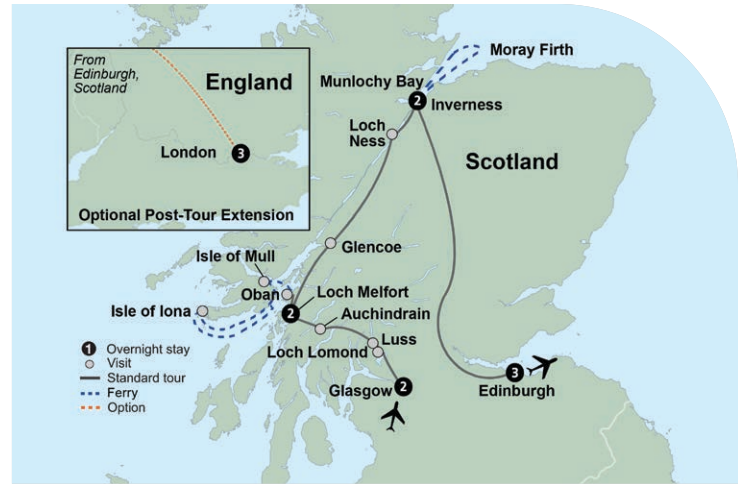 From
Edinburgh,
Scotland
England
London
3
Optional Post-Tour Extension
Moray Firth
Munlochy Bay
2
Inverness
Loch
Ness
Scotland
Glencoe
Isle of Mull
Oban
Loch Melfort
2
Isle of Iona
Auchindrain
Luss
Loch Lomond
Glasgow
2
3
Edinburgh
1 Overnight stay
Visit
Standard tour
Ferry
Option